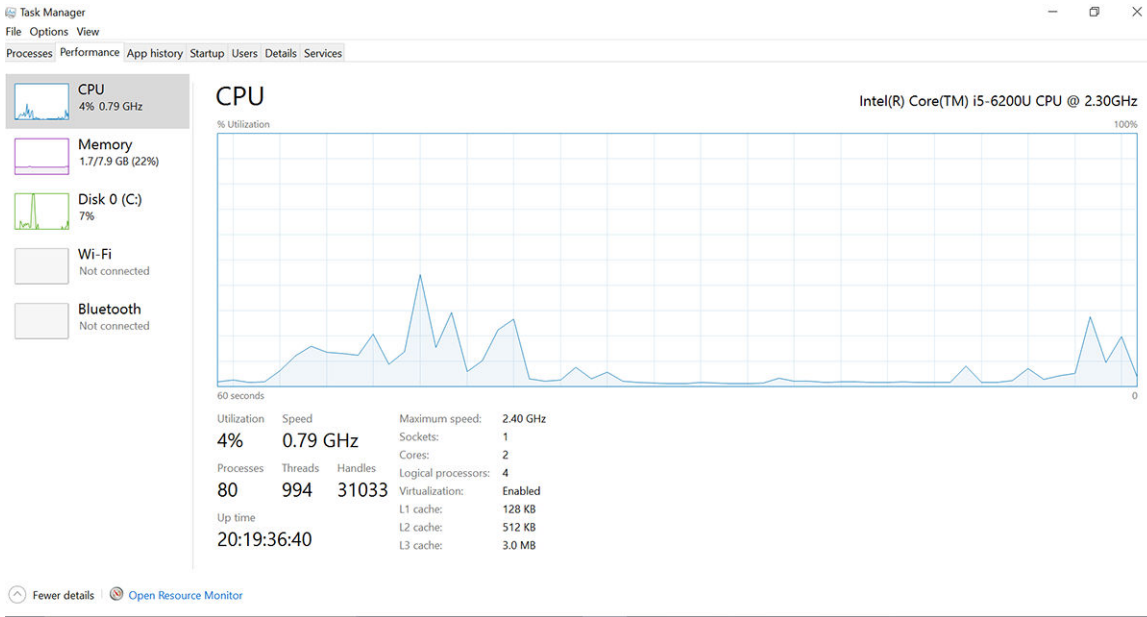 Task Manager
File Options View
Processes Performance App history Startup Users Details Services
CPU
4% 0.79 GHz
Memory
1.7/7.9 GB (22%)
Disk 0 (C:)
7%
Wi-Fi
Not connected
Bluetooth
Not connected
CPU
Intel(R) Core(TM) i5-6200U CPU @ 2.30GHz
% Utilization 100%
60 seconds 0
Utilization Speed
4% 0.79 GHz
Processes Threads Handles
80 994 31033
Up time
20:19:36:40
Maximum speed: 2.40 GHz
Sockets: 1
Cores: 2
Logical processors: 4
Virtualization: Enabled
L1 cache: 128 KB
L2 cache: 512 KB
L3 cache: 3.0 MB
Fewer details Open Resource Monitor